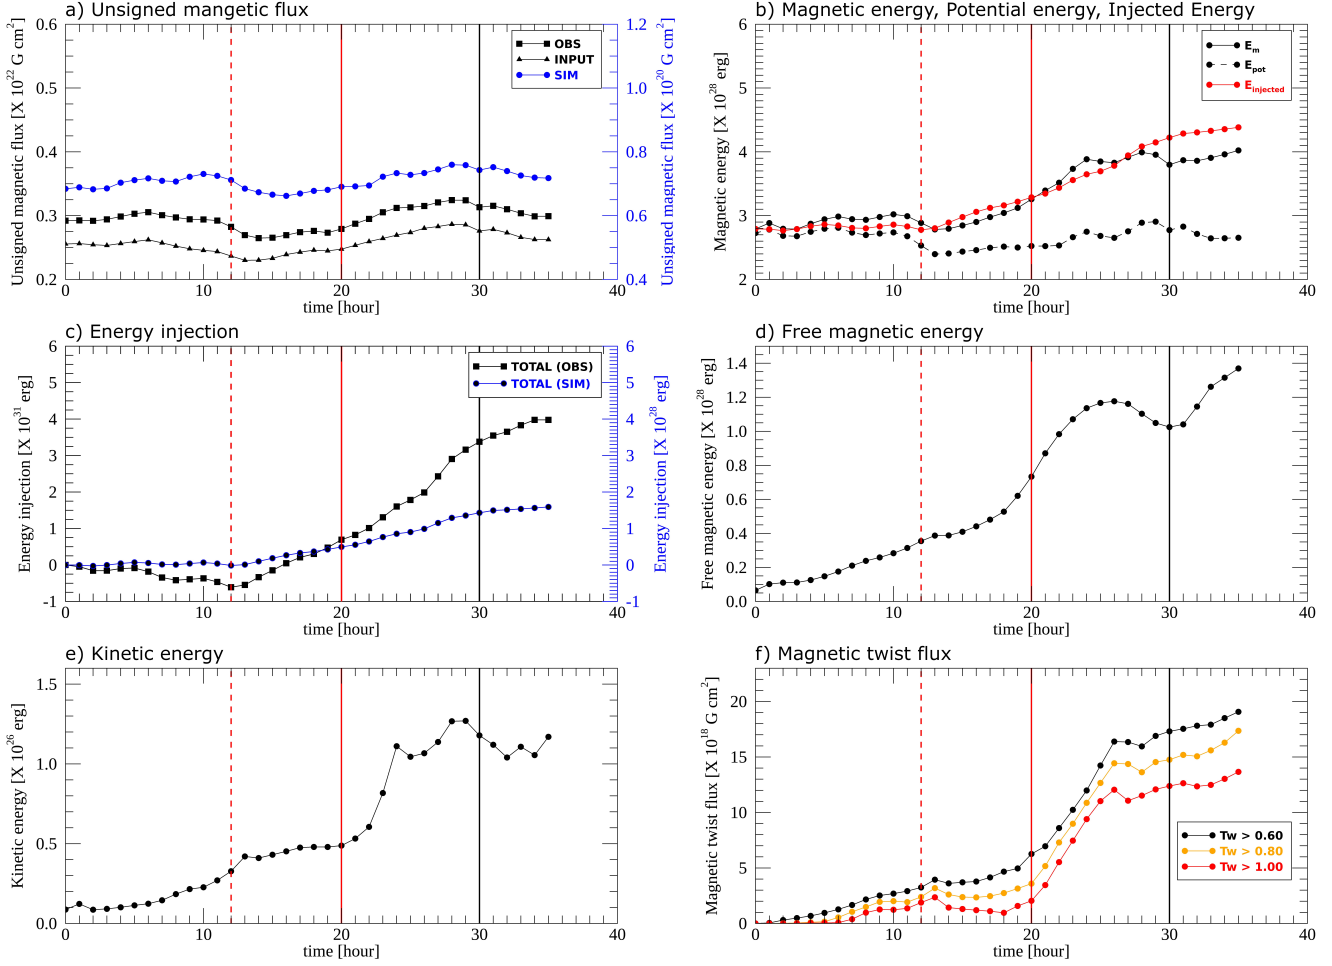 a) Unsigned mangetic flux
Unsigned magnetic flux [X 10^22 G cm^2]
0.6
0.5
0.4
0.3
0.2
OBS
INPUT
SIM
1.2
1.0
0.8
0.6
0.4
Unsigned magnetic flux [X 10^20 G cm^2]
0 10 20 30 40
time [hour]
b) Magnetic energy, Potential energy, Injected Energy
Magnetic energy [X 10^28 erg]
6
5
4
3
2
E_m
E_pot
E_injected
0 10 20 30 40
time [hour]
c) Energy injection
Energy injection [X 10^31 erg]
6
5
4
3
2
1
0
-1
TOTAL (OBS)
TOTAL (SIM)
6
5
4
3
2
1
0
-1
Energy injection [X 10^28 erg]
0 10 20 30 40
time [hour]
d) Free magnetic energy
Free magnetic energy [X 10^28 erg]
1.4
1.2
1.0
0.8
0.6
0.4
0.2
0.0
0 10 20 30 40
time [hour]
e) Kinetic energy
Kinetic energy [X 10^26 erg]
1.5
1.0
0.5
0.0
0 10 20 30 40
time [hour]
f) Magnetic twist flux
Magnetic twist flux [X 10^18 G cm^2]
20
15
10
5
0
Tw > 0.60
Tw > 0.80
Tw > 1.00
0 10 20 30 40
time [hour]